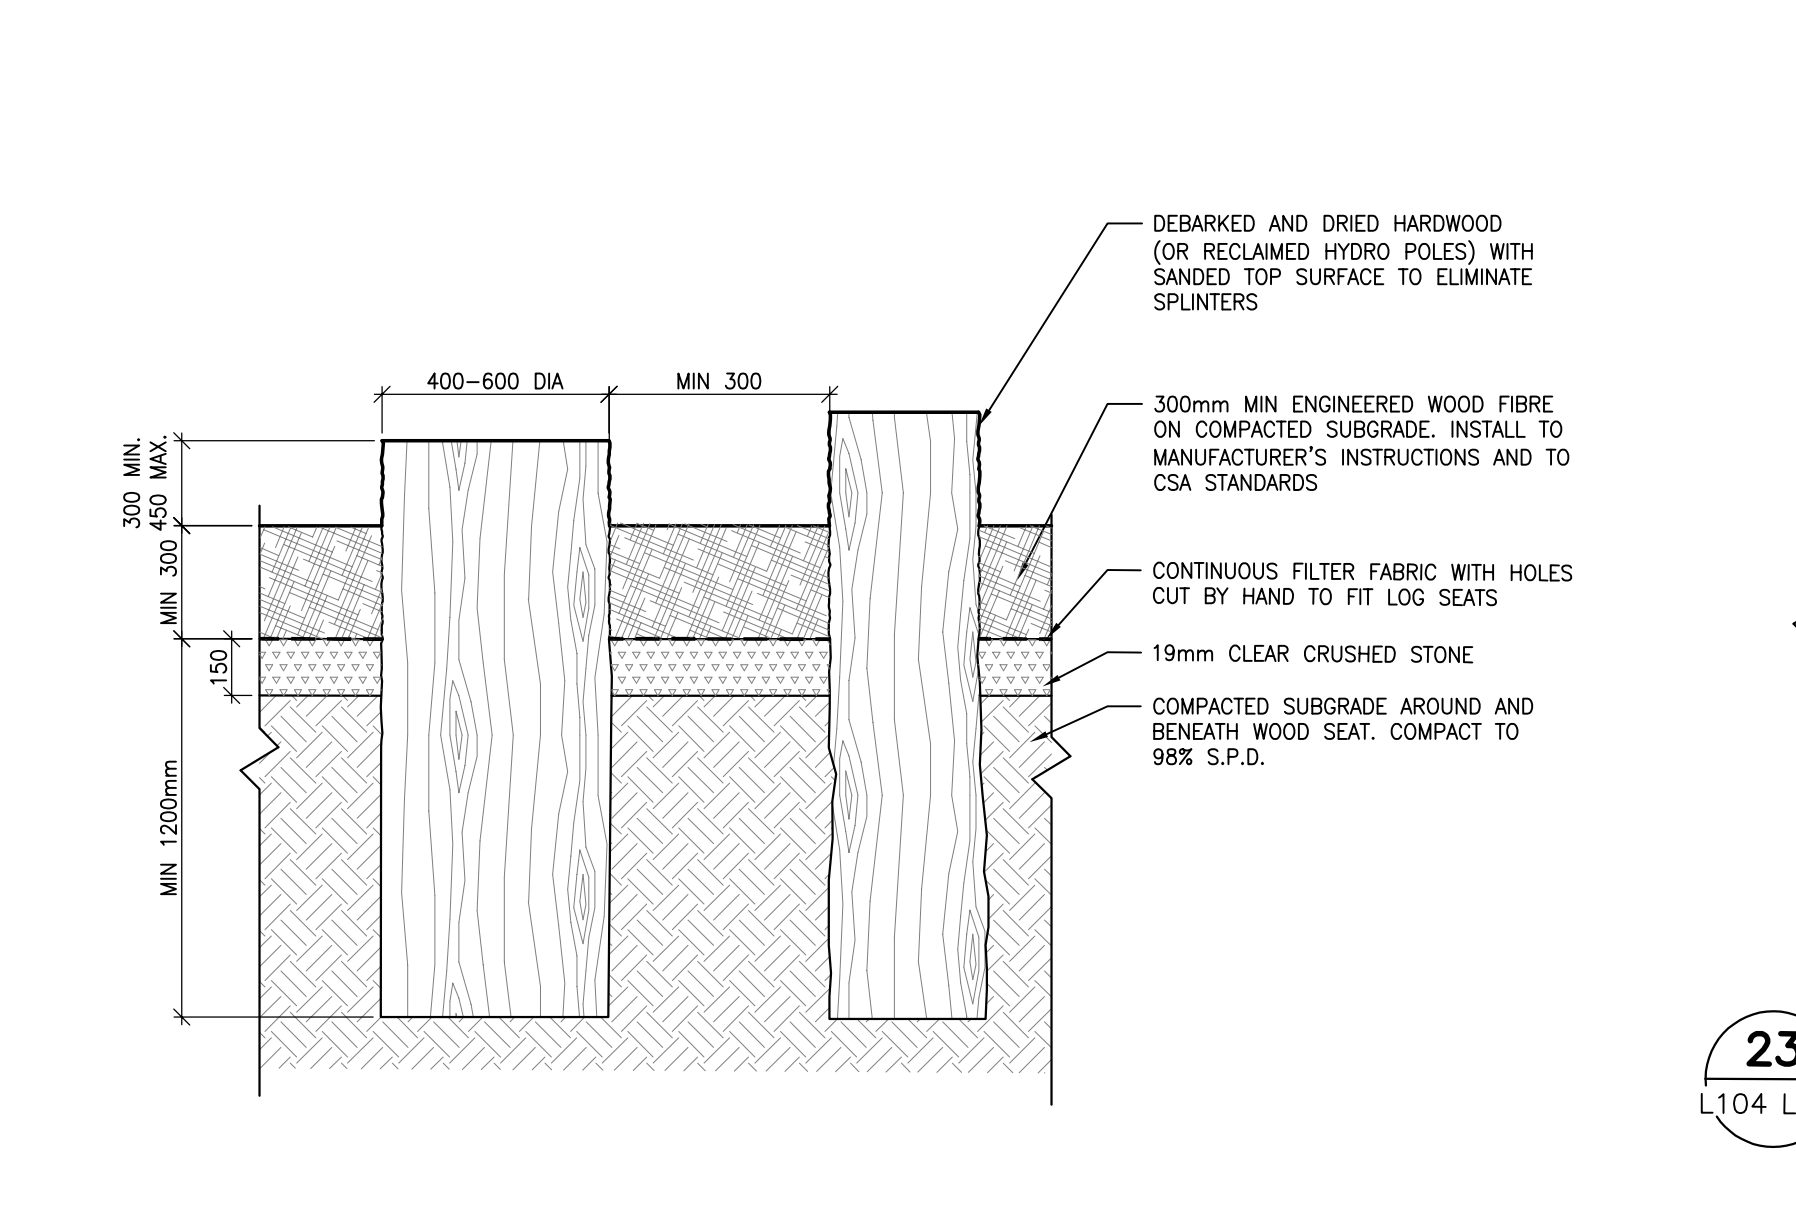 DEBARKED AND DRIED HARDWOOD
(OR RECLAIMED HYDRO POLES) WITH
SANDED TOP SURFACE TO ELIMINATE
SPLINTERS
400-600 DIA
MIN 300
300mm MIN ENGINEERED WOOD FIBRE
ON COMPACTED SUBGRADE. INSTALL TO
MANUFACTURER'S INSTRUCTIONS AND TO
CSA STANDARDS
300 MIN.
450 MAX.
MIN 300
CONTINUOUS FILTER FABRIC WITH HOLES
CUT BY HAND TO FIT LOG SEATS
150
19mm CLEAR CRUSHED STONE
COMPACTED SUBGRADE AROUND AND
BENEATH WOOD SEAT. COMPACT TO
98% S.P.D.
MIN 1200mm
23
L104 L